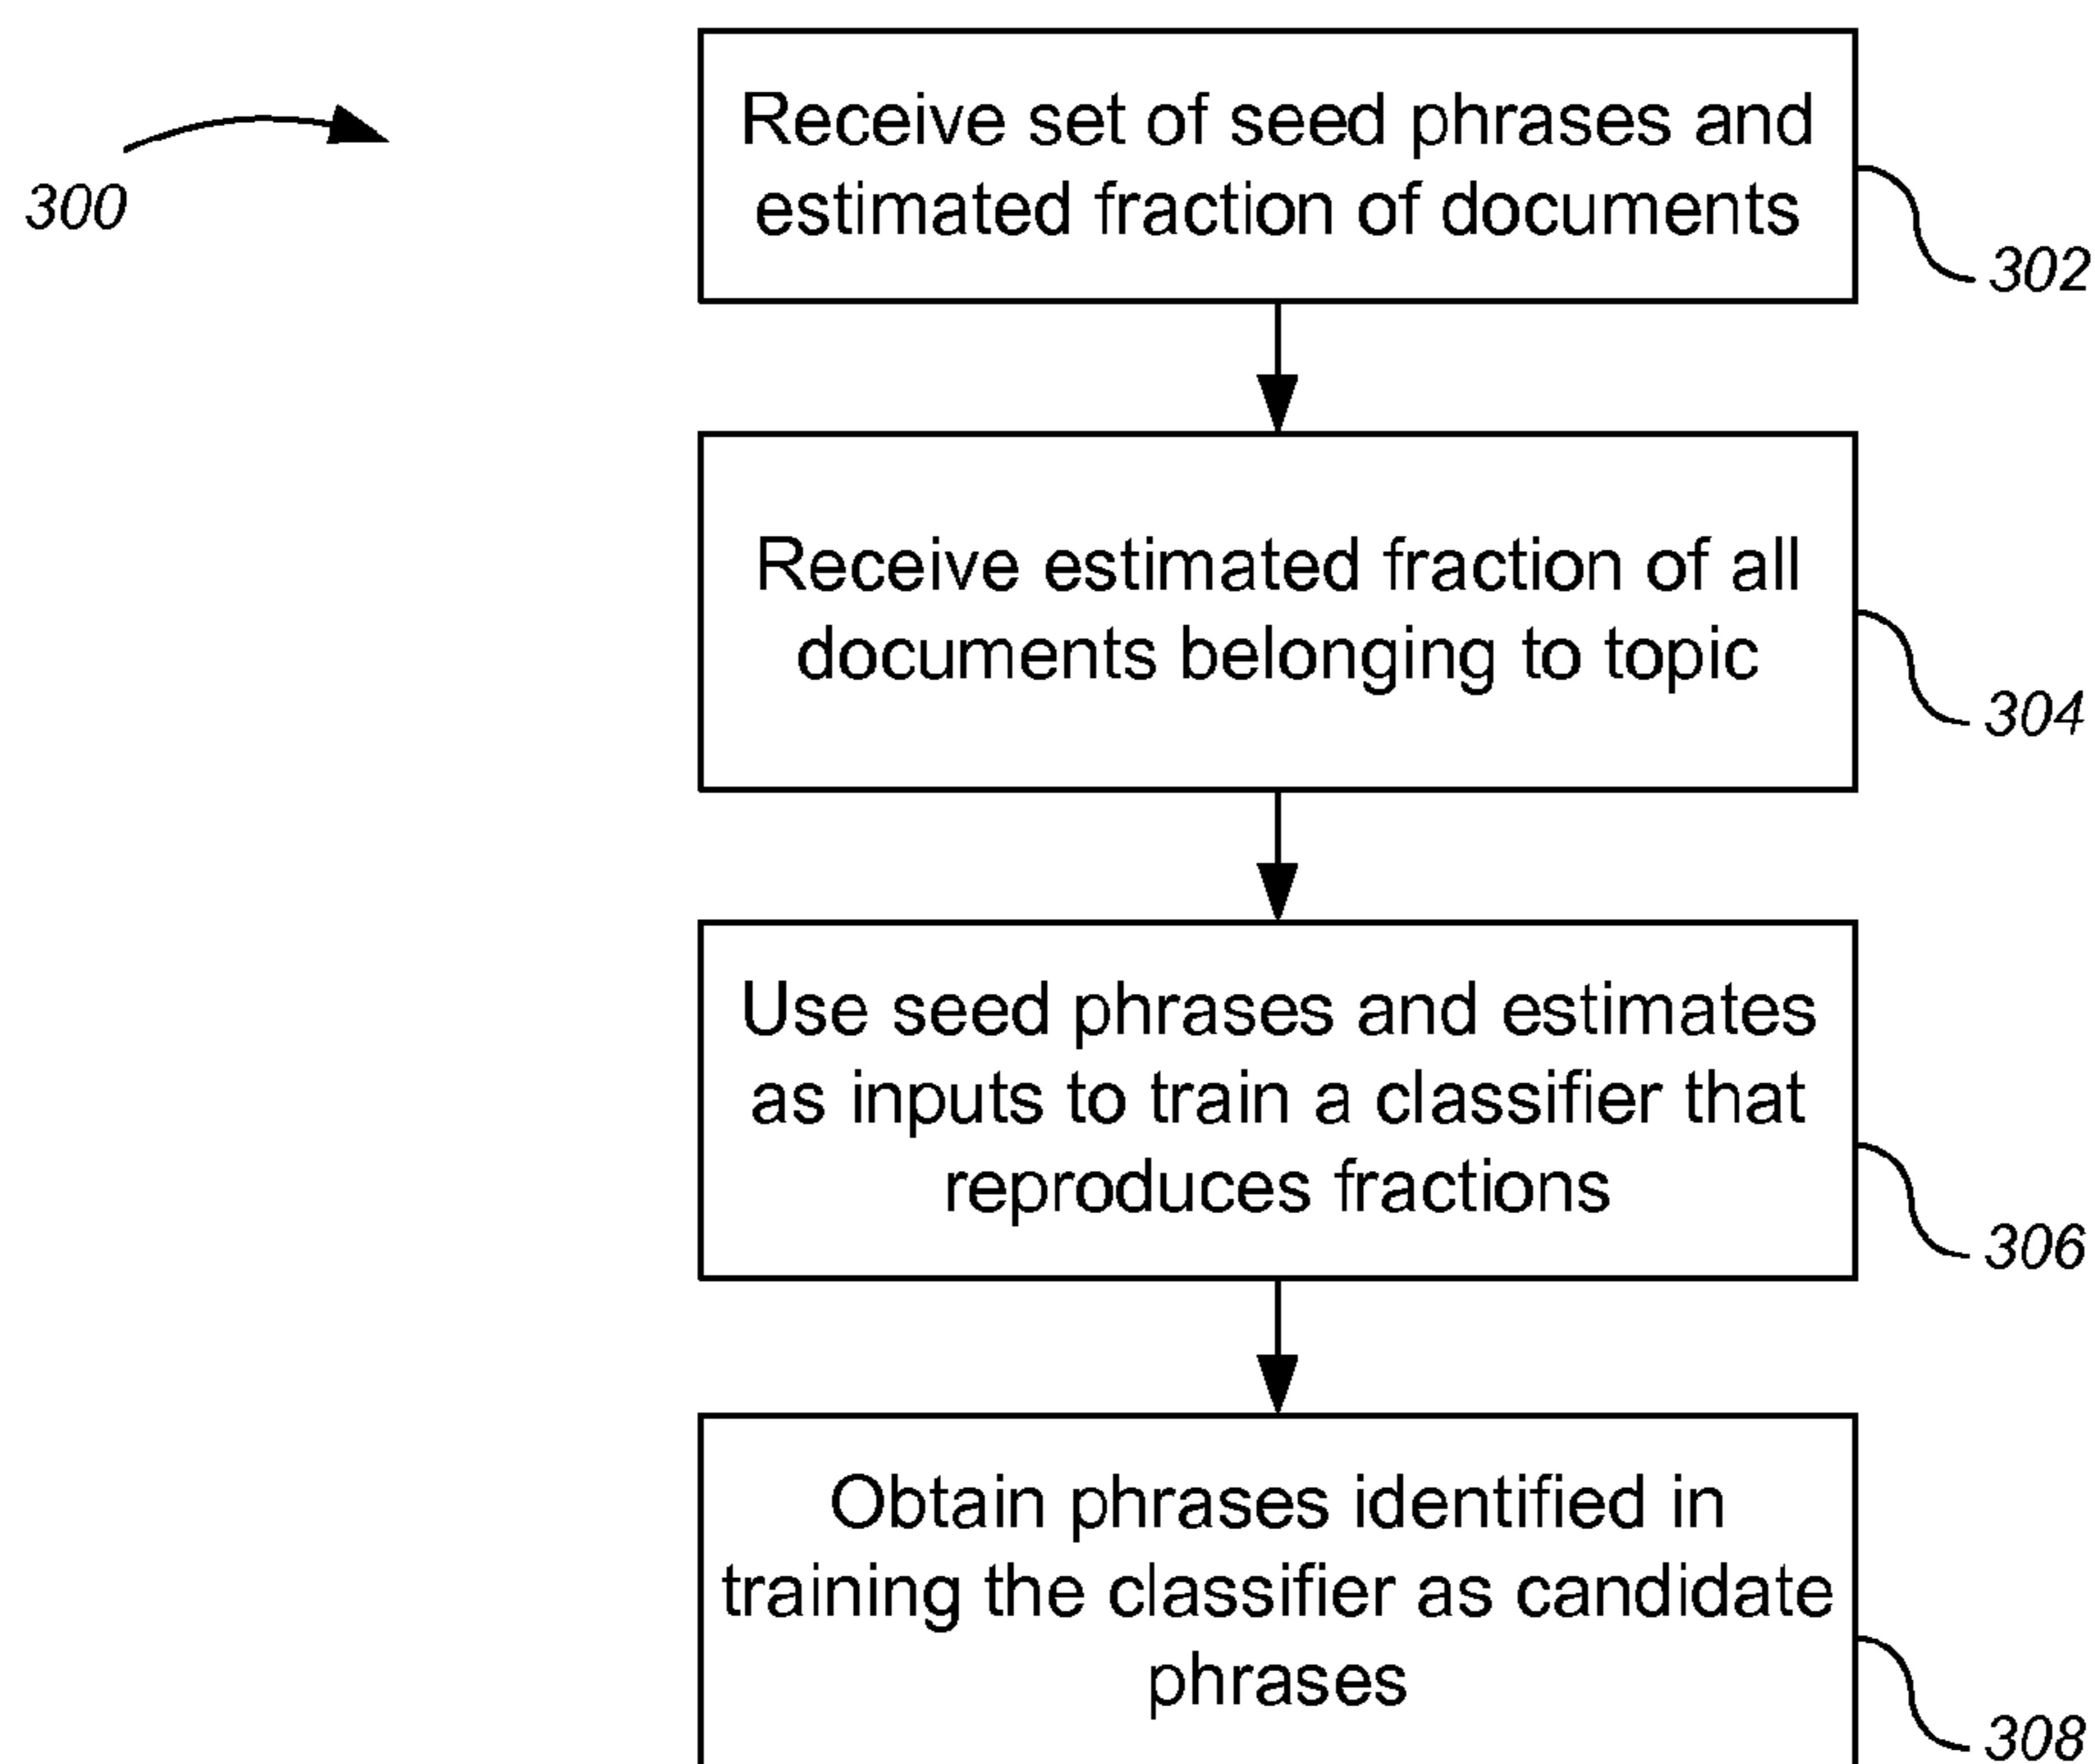 300
Receive set of seed phrases and
estimated fraction of documents
302
Receive estimated fraction of all
documents belonging to topic
304
Use seed phrases and estimates
as inputs to train a classifier that
reproduces fractions
306
Obtain phrases identified in
training the classifier as candidate
phrases
308